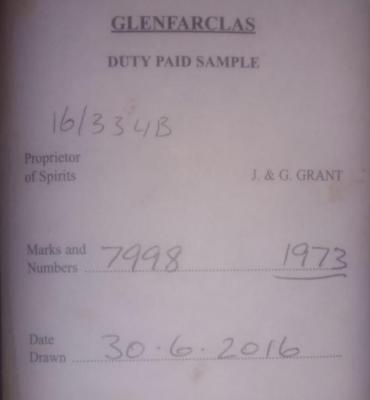 GLENFARCLAS
DUTY PAID SAMPLE
16/334B
Proprietor
of Spirits J. & G. GRANT
Marks and
Numbers 7998 1973
Date
Drawn 30.6.2016